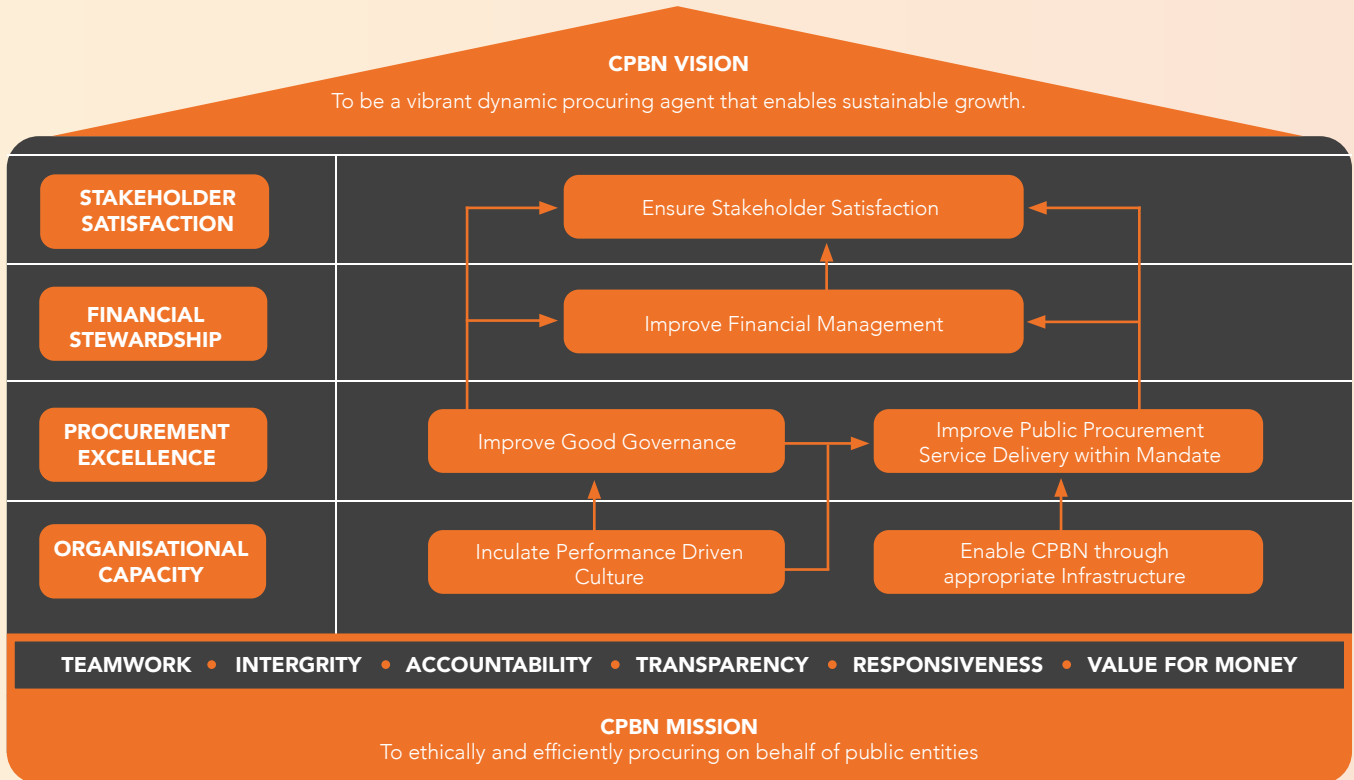 CPBN VISION
To be a vibrant dynamic procuring agent that enables sustainable growth.
STAKEHOLDER
SATISFACTION
Ensure Stakeholder Satisfaction
FINANCIAL
STEWARDSHIP
Improve Financial Management
PROCUREMENT
EXCELLENCE
Improve Good Governance
Improve Public Procurement
Service Delivery within Mandate
ORGANISATIONAL
CAPACITY
Inculate Performance Driven
Culture
Enable CPBN through
appropriate Infrastructure
TEAMWORK • INTERGRITY • ACCOUNTABILITY • TRANSPARENCY • RESPONSIVENESS • VALUE FOR MONEY
CPBN MISSION
To ethically and efficiently procuring on behalf of public entities